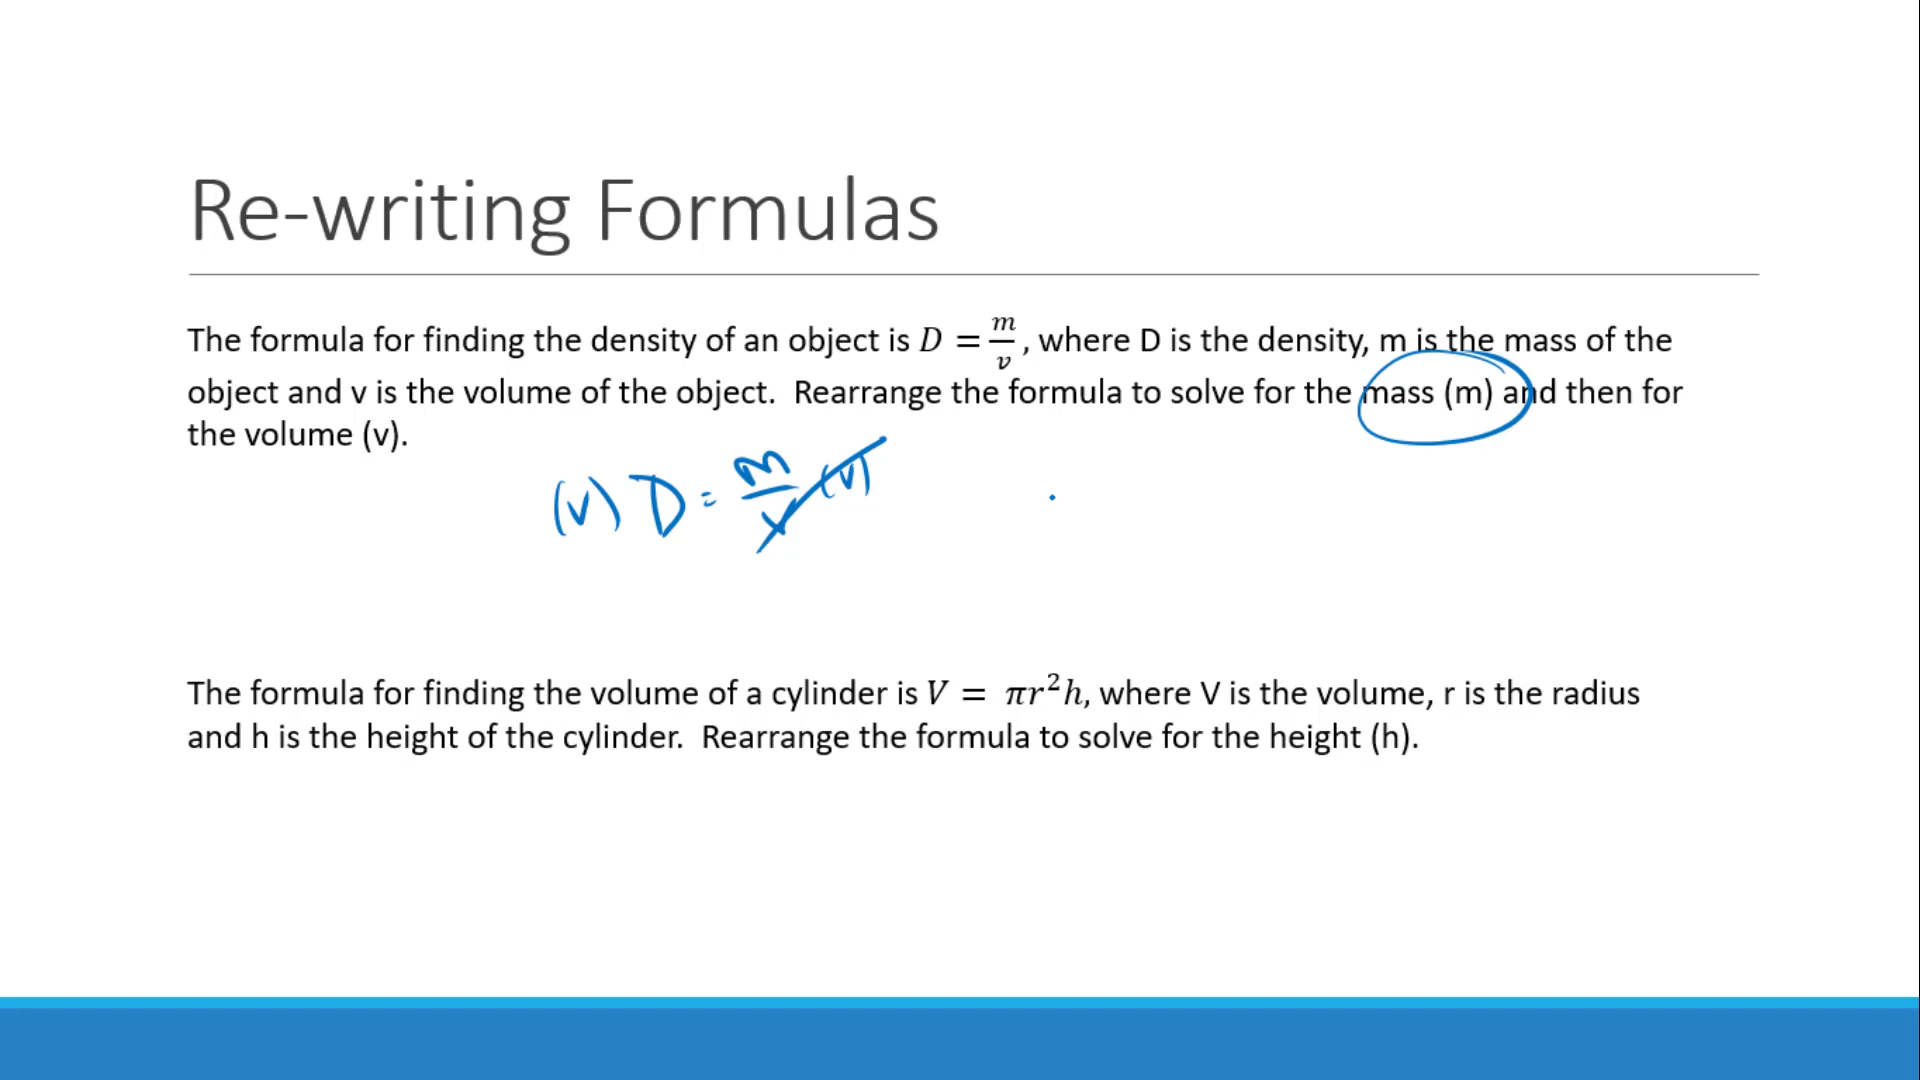 Re-writing Formulas
The formula for finding the density of an object is D = m/v, where D is the density, m is the mass of the
object and v is the volume of the object. Rearrange the formula to solve for the mass (m) and then for
the volume (v).
(v) D = m/v (v)
The formula for finding the volume of a cylinder is V = πr²h, where V is the volume, r is the radius
and h is the height of the cylinder. Rearrange the formula to solve for the height (h).